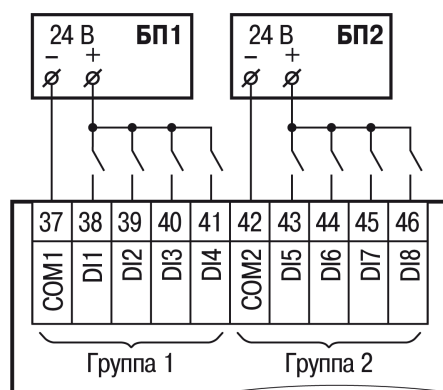 24 В БП1
– +
24 В БП2
– +
37 38 39 40 41 42 43 44 45 46
COM1 DI1 DI2 DI3 DI4 COM2 DI5 DI6 DI7 DI8
Группа 1 Группа 2